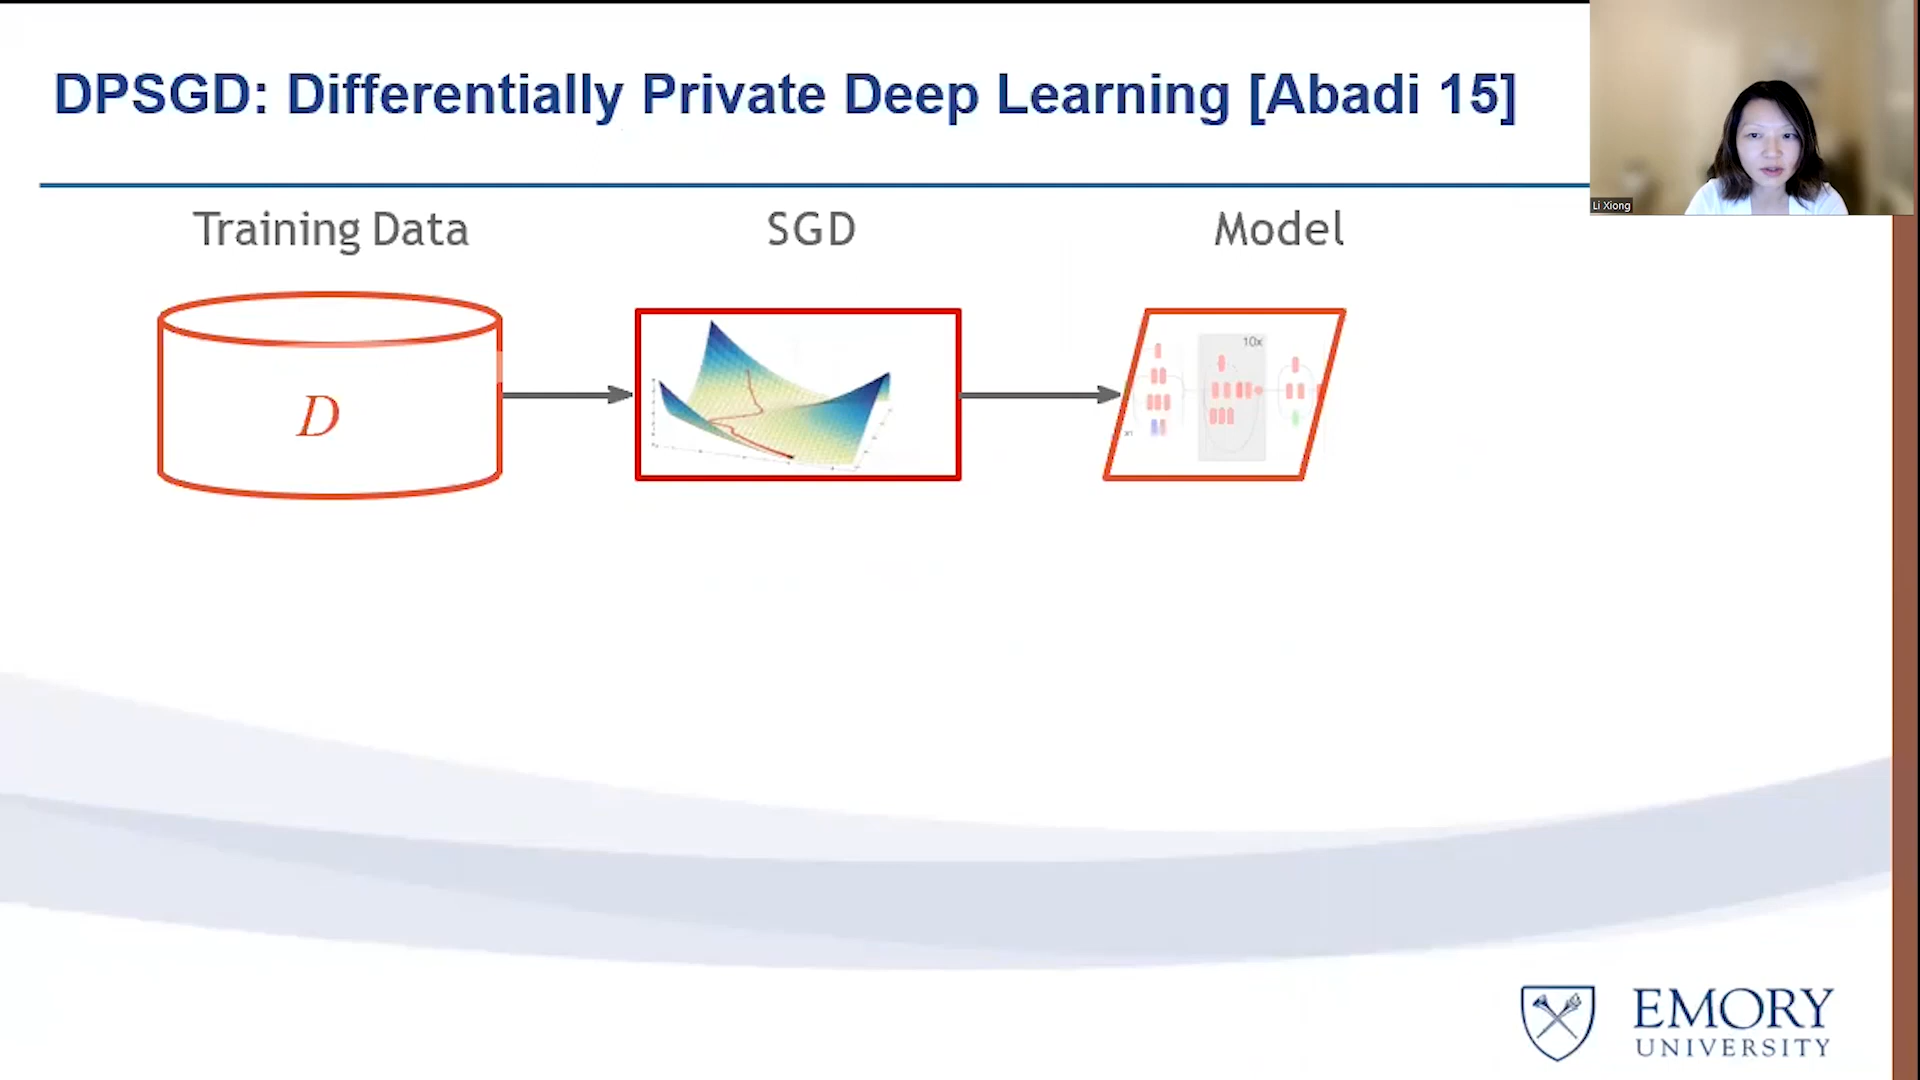 DPSGD: Differentially Private Deep Learning [Abadi 15]
Li Xiong
Training Data
SGD
Model
D
10x
EMORY
UNIVERSITY